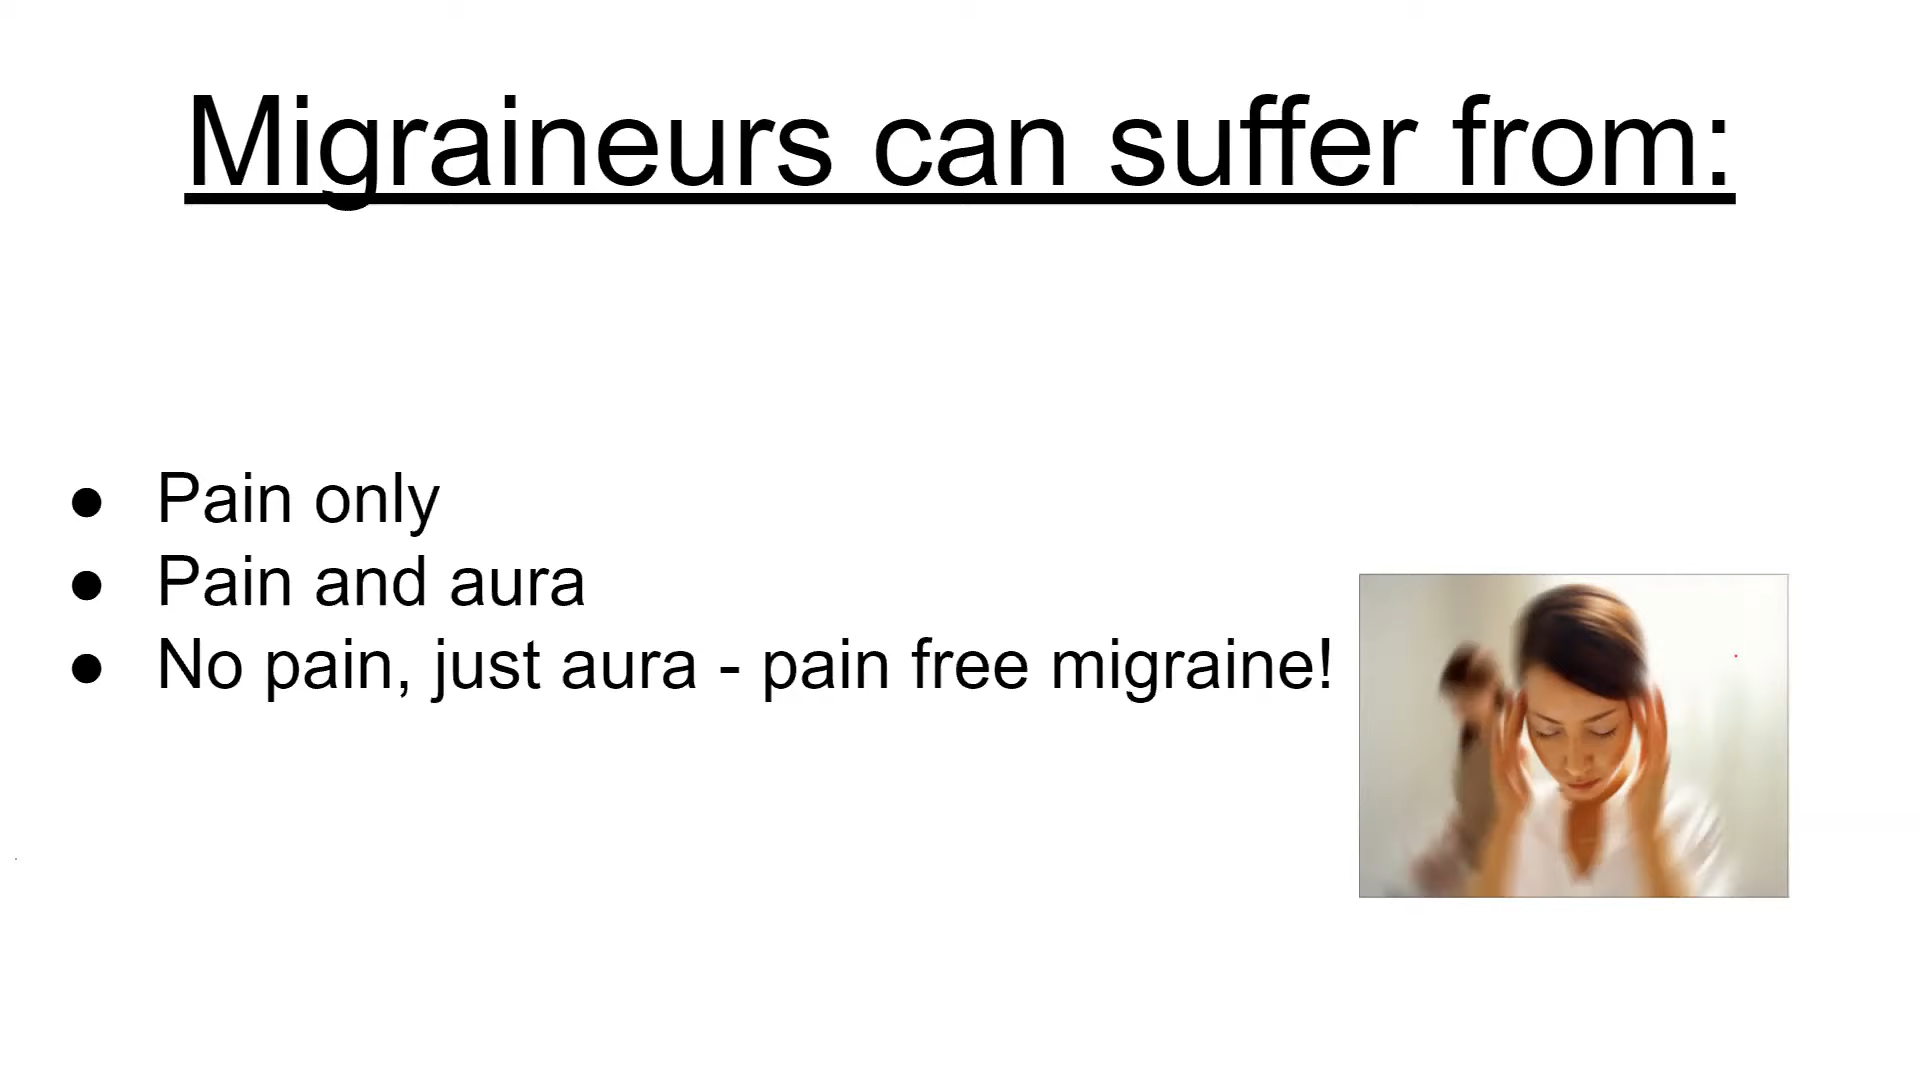 Migraineurs can suffer from:
● Pain only
● Pain and aura
● No pain, just aura - pain free migraine!